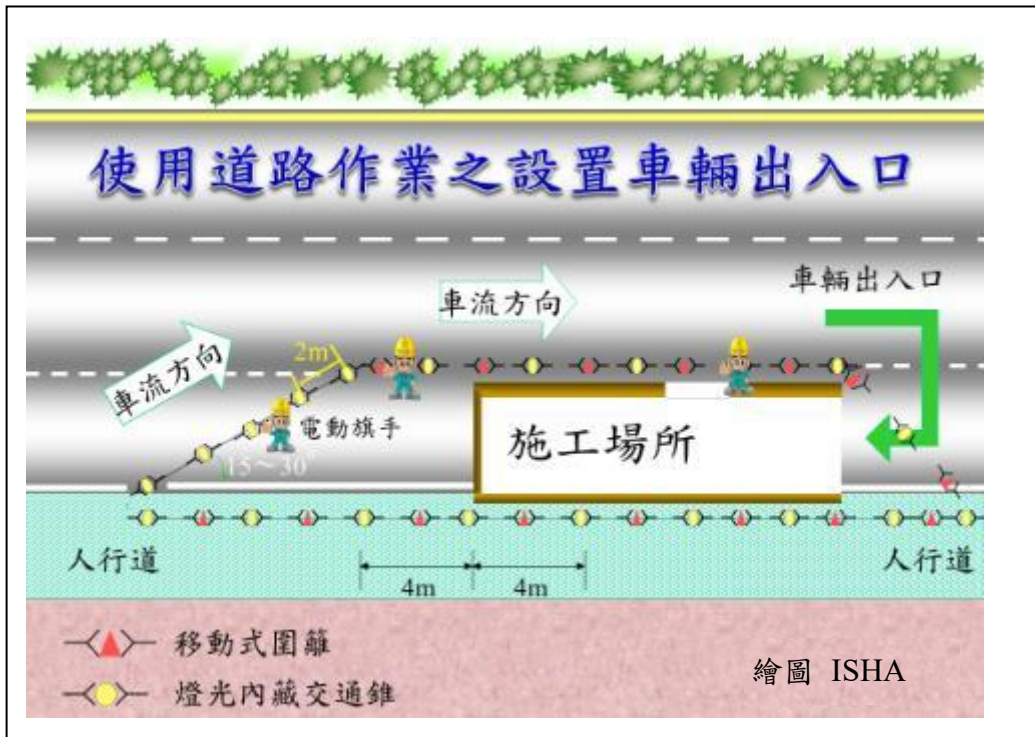 使用道路作業之設置車輛出入口
車輛出入口
車流方向
車流方向
2m
電動旗手
15～30°
施工場所
人行道
人行道
4m
4m
移動式圍籬
燈光內藏交通錐
繪圖 ISHA